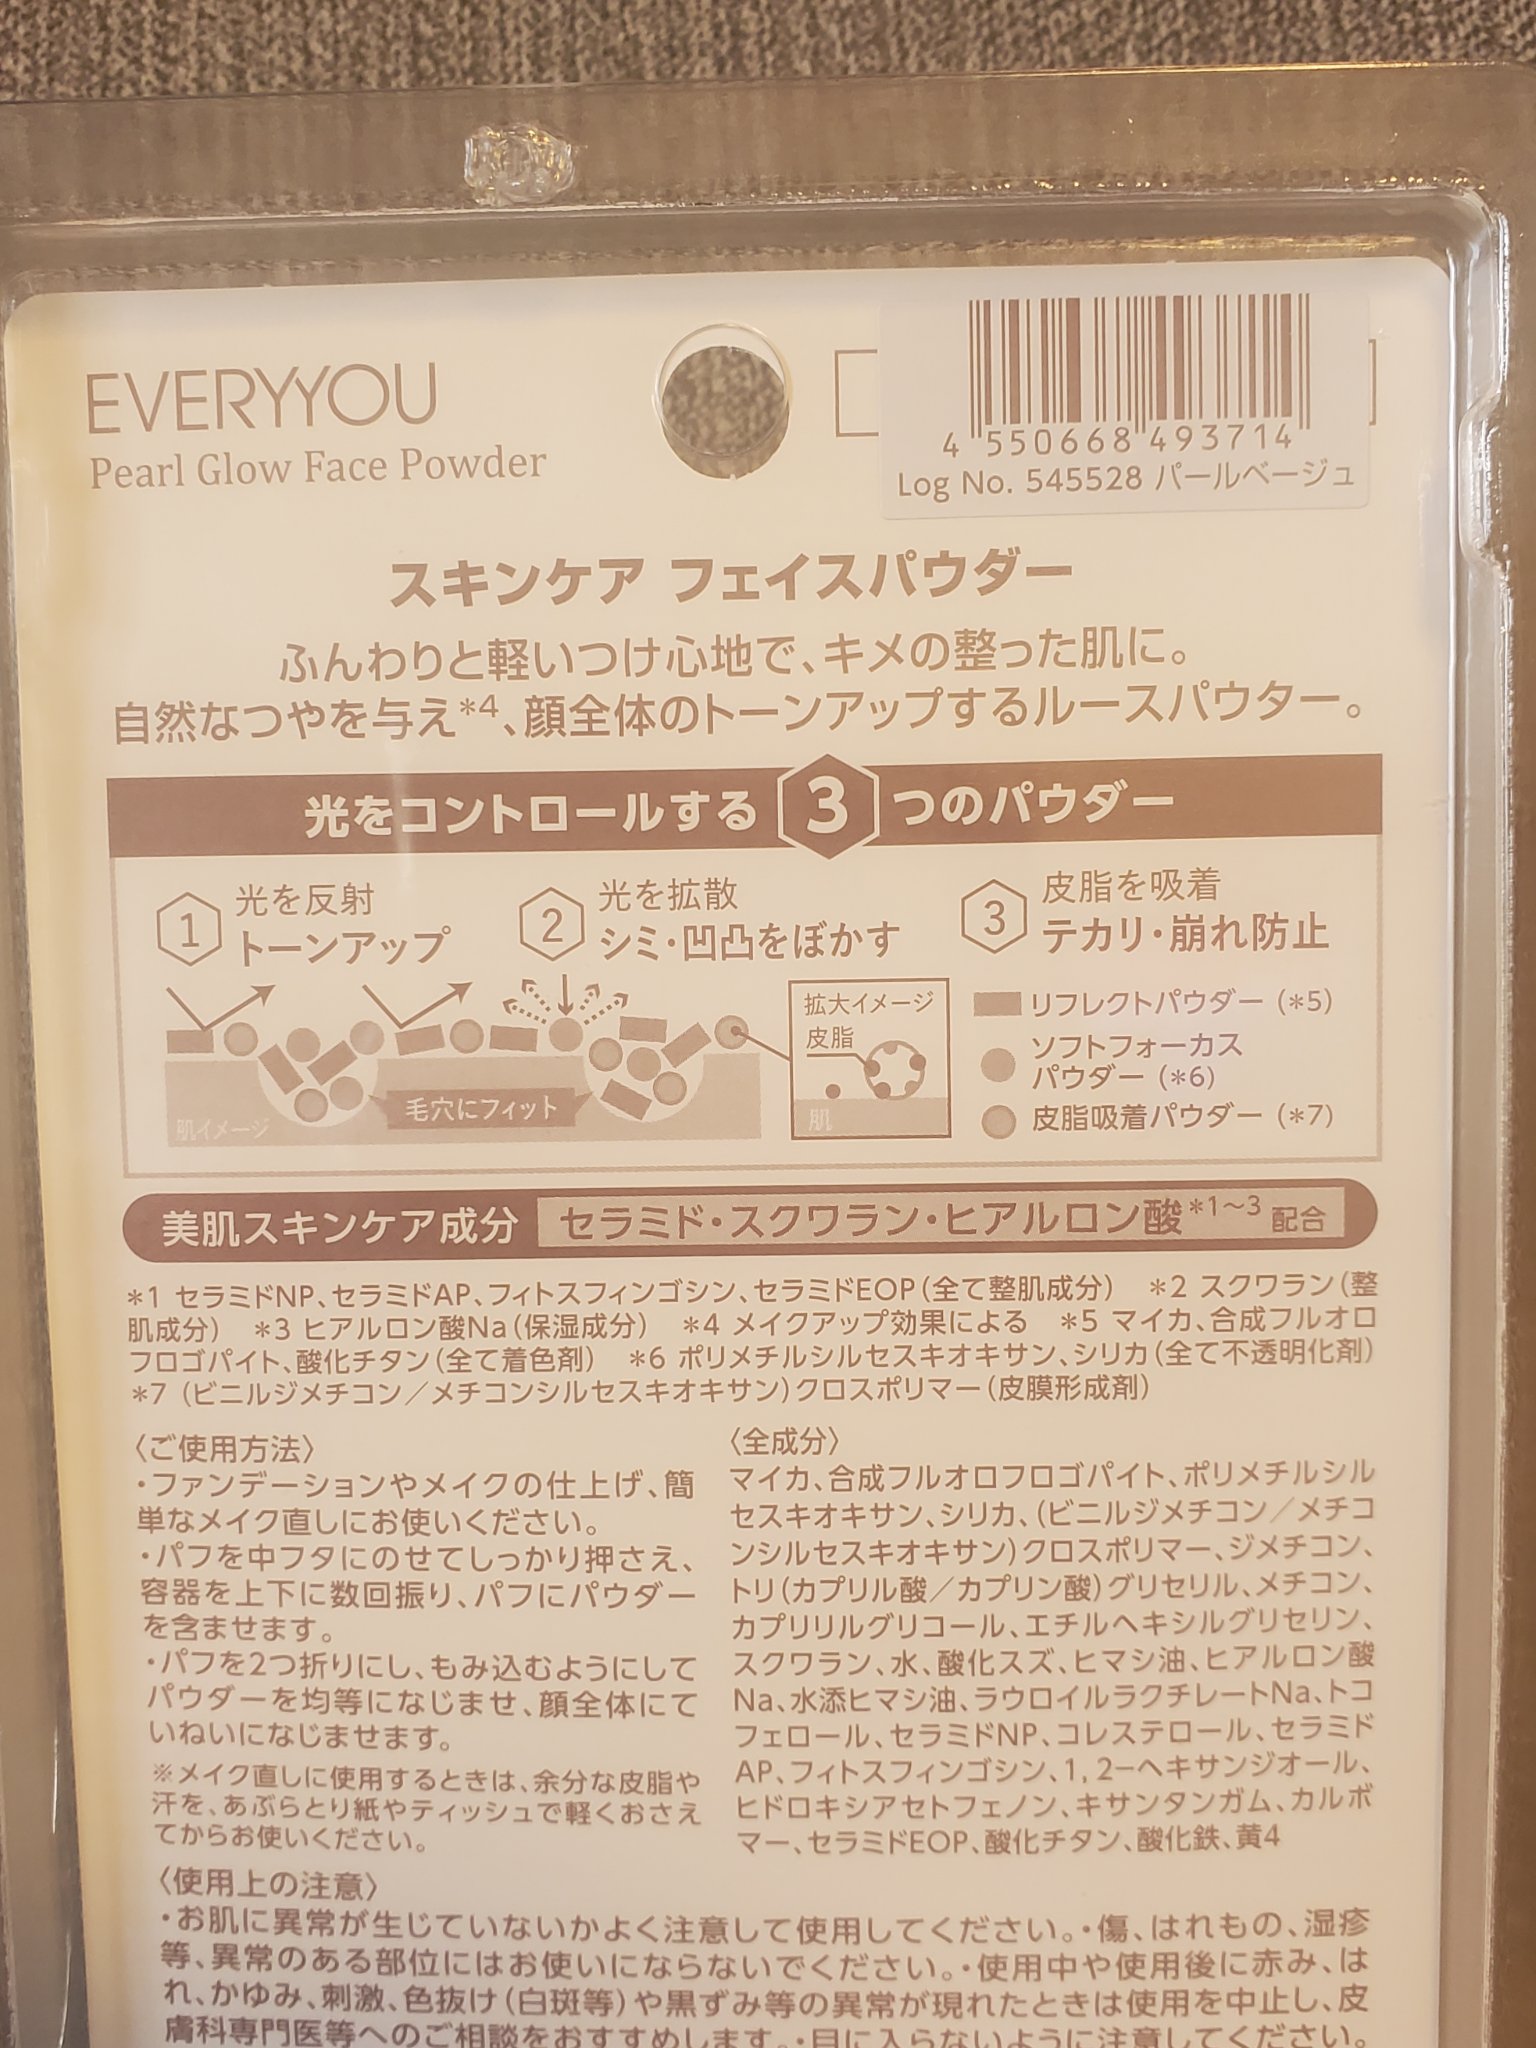 EVERYYOU
Pearl Glow Face Powder
4 550668 493714
Log No. 545528 パールベージュ
スキンケア フェイスパウダー
ふんわりと軽いつけ心地で、キメの整った肌に。
自然なつやを与え*4、顔全体のトーンアップするルースパウダー。
光をコントロールする 3 つのパウダー
1 光を反射
トーンアップ
2 光を拡散
シミ・凹凸をぼかす
3 皮脂を吸着
テカリ・崩れ防止
毛穴にフィット
肌イメージ
拡大イメージ
皮脂
肌
リフレクトパウダー (*5)
ソフトフォーカス
パウダー (*6)
皮脂吸着パウダー (*7)
美肌スキンケア成分 セラミド・スクワラン・ヒアルロン酸*1～3 配合
*1 セラミドNP、セラミドAP、フィトスフィンゴシン、セラミドEOP(全て整肌成分) *2 スクワラン(整
肌成分) *3 ヒアルロン酸Na(保湿成分) *4 メイクアップ効果による *5 マイカ、合成フルオロ
フロゴパイト、酸化チタン(全て着色剤) *6 ポリメチルシルセスキオキサン、シリカ(全て不透明化剤)
*7 (ビニルジメチコン／メチコンシルセスキオキサン)クロスポリマー(皮膜形成剤)
〈ご使用方法〉
・ファンデーションやメイクの仕上げ、簡
単なメイク直しにお使いください。
・パフを中フタにのせてしっかり押さえ、
容器を上下に数回振り、パフにパウダー
を含ませます。
・パフを2つ折りにし、もみ込むようにして
パウダーを均等になじませ、顔全体にて
いねいになじませます。
※メイク直しに使用するときは、余分な皮脂や
汗を、あぶらとり紙やティッシュで軽くおさえ
てからお使いください。
〈全成分〉
マイカ、合成フルオロフロゴパイト、ポリメチルシル
セスキオキサン、シリカ、(ビニルジメチコン／メチコ
ンシルセスキオキサン)クロスポリマー、ジメチコン、
トリ(カプリル酸／カプリン酸)グリセリル、メチコン、
カプリリルグリコール、エチルヘキシルグリセリン、
スクワラン、水、酸化スズ、ヒマシ油、ヒアルロン酸
Na、水添ヒマシ油、ラウロイルラクチレートNa、トコ
フェロール、セラミドNP、コレステロール、セラミド
AP、フィトスフィンゴシン、1,2−ヘキサンジオール、
ヒドロキシアセトフェノン、キサンタンガム、カルボ
マー、セラミドEOP、酸化チタン、酸化鉄、黄4
〈使用上の注意〉
・お肌に異常が生じていないかよく注意して使用してください。・傷、はれもの、湿疹
等、異常のある部位にはお使いにならないでください。・使用中や使用後に赤み、は
れ、かゆみ、刺激、色抜け(白斑等)や黒ずみ等の異常が現れたときは使用を中止し、皮
膚科専門医等へのご相談をおすすめします。・目に入らないように注意してください。